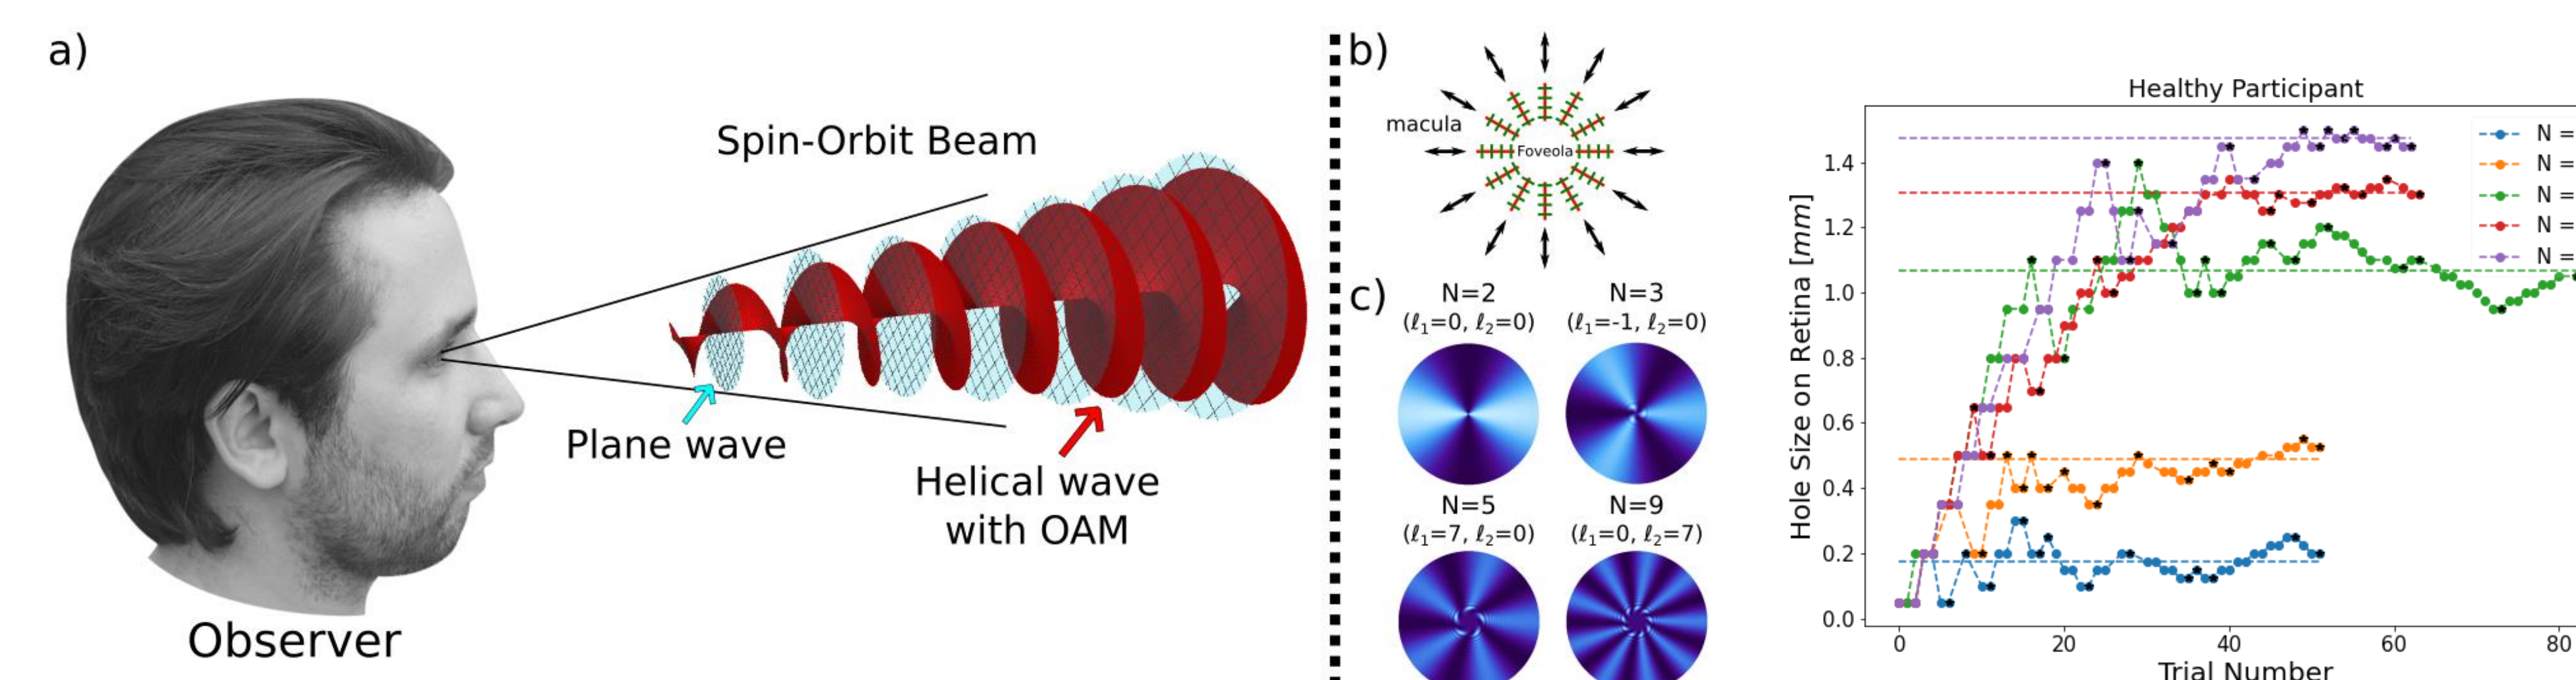 a)
Spin-Orbit Beam
Plane wave
Helical wave
with OAM
Observer
b)
macula
Foveola
c)
N=2
(ℓ₁=0, ℓ₂=0)
N=3
(ℓ₁=-1, ℓ₂=0)
N=5
(ℓ₁=7, ℓ₂=0)
N=9
(ℓ₁=0, ℓ₂=7)
Healthy Participant
Hole Size on Retina [mm]
1.4
1.2
1.0
0.8
0.6
0.4
0.2
0.0
N =
N =
N =
N =
N =
0
20
40
60
80
Trial Number